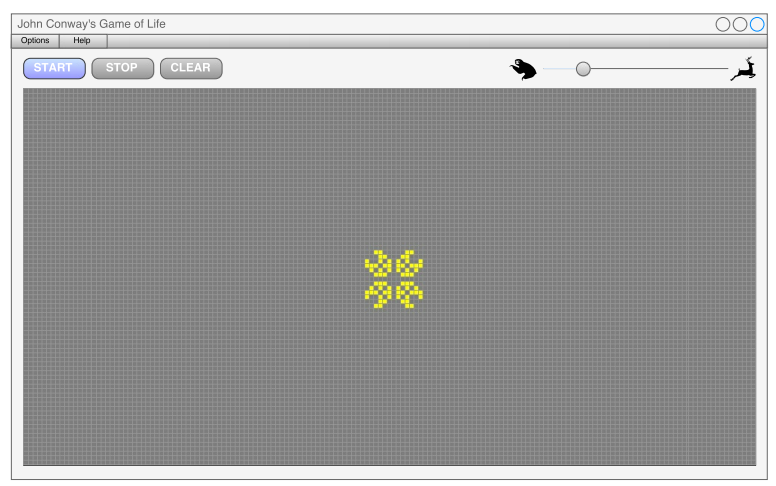 John Conway's Game of Life
Options Help
START STOP CLEAR